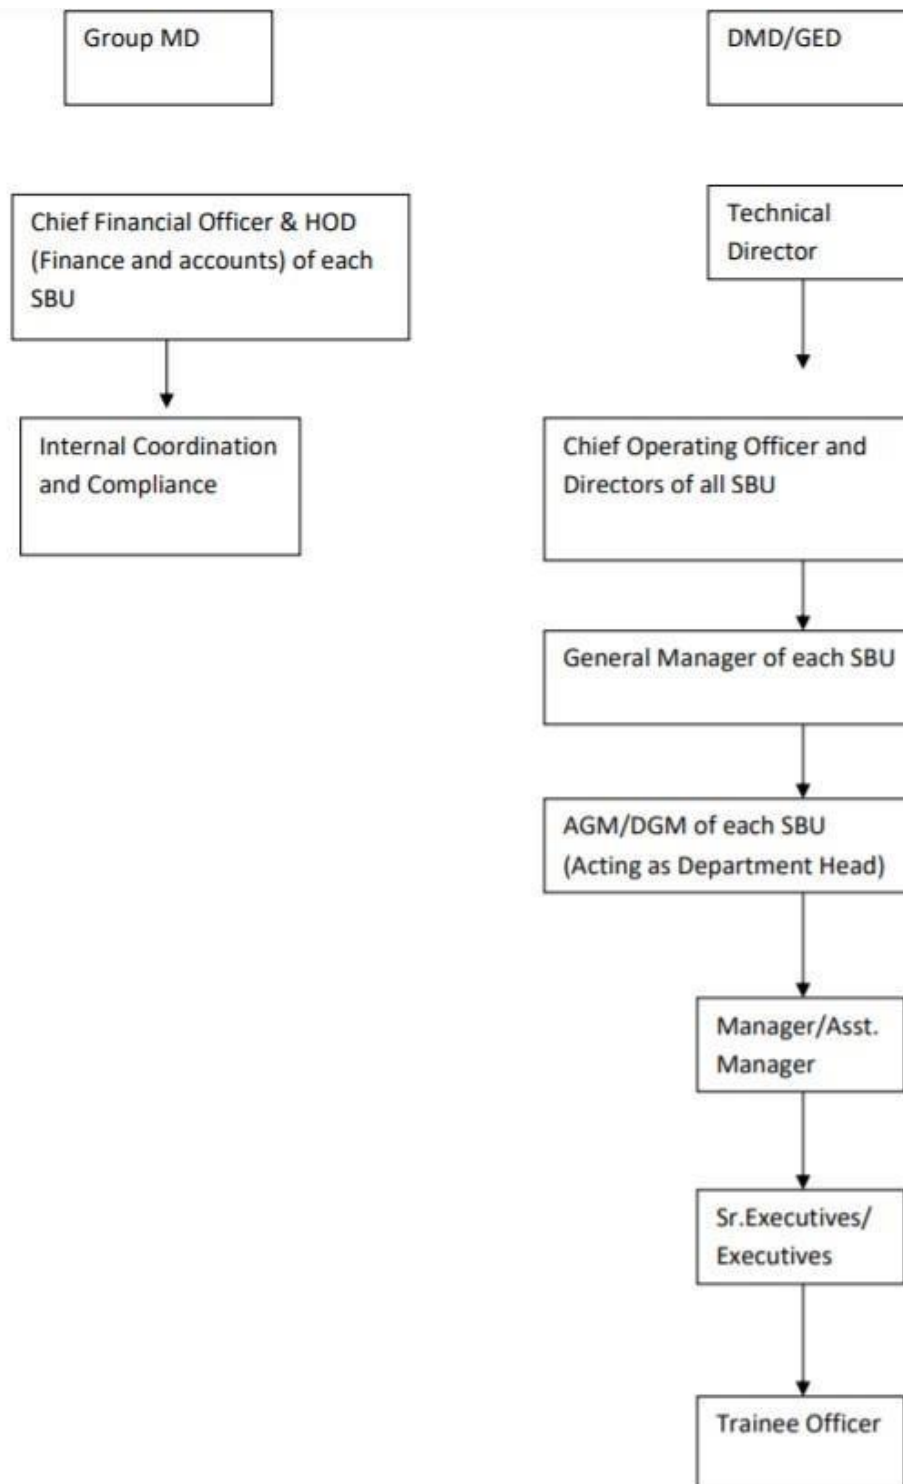 Group MD
DMD/GED
Chief Financial Officer & HOD
(Finance and accounts) of each
SBU
Technical
Director
Internal Coordination
and Compliance
Chief Operating Officer and
Directors of all SBU
General Manager of each SBU
AGM/DGM of each SBU
(Acting as Department Head)
Manager/Asst.
Manager
Sr.Executives/
Executives
Trainee Officer